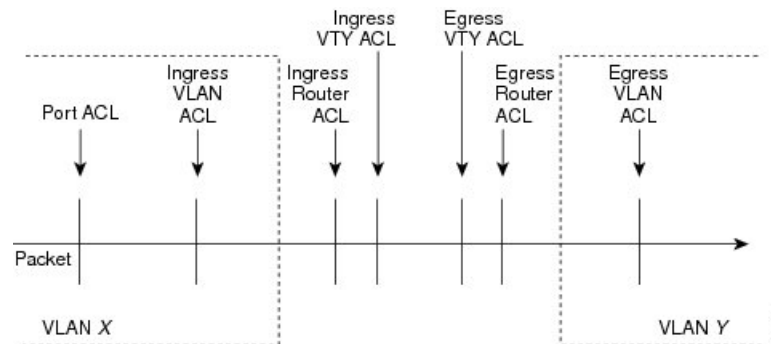 Ingress
VTY ACL
Egress
VTY ACL
Port ACL
Ingress
VLAN
ACL
Ingress
Router
ACL
Egress
Router
ACL
Egress
VLAN
ACL
Packet
VLAN X
VLAN Y